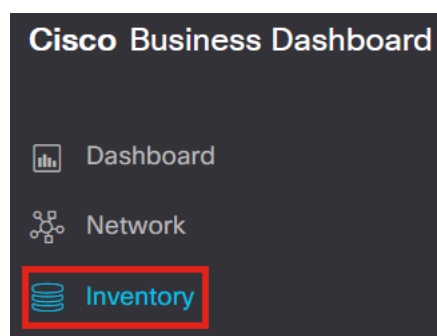 Cisco Business Dashboard
Dashboard
Network
Inventory